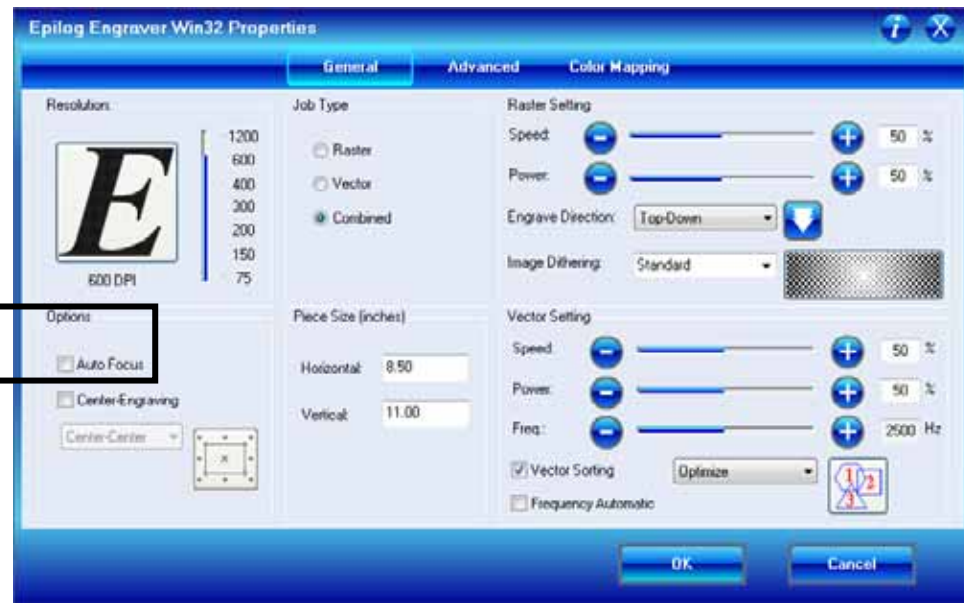 Epilog Engraver Win32 Properties
i X
General Advanced Color Mapping
Resolution:
E
1200
600
400
300
200
150
75
600 DPI
Job Type
Raster
Vector
Combined
Raster Setting
Speed: 50 %
Power: 50 %
Engrave Direction: Top-Down
Image Dithering: Standard
Options
Auto Focus
Center-Engraving
Center-Center
x
Piece Size (inches)
Horizontal: 8.50
Vertical: 11.00
Vector Setting
Speed: 50 %
Power: 50 %
Freq.: 2500 Hz
Vector Sorting Optimize
1 2
3
Frequency Automatic
OK Cancel